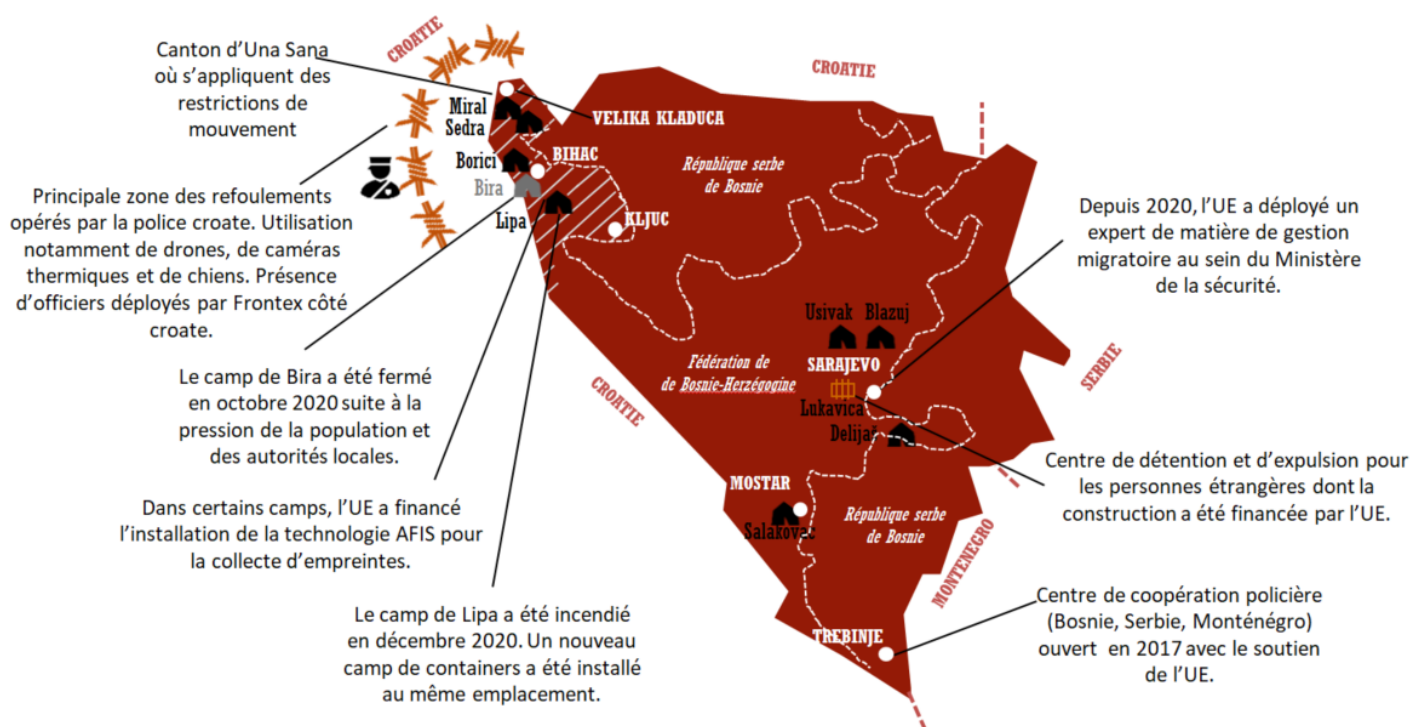 CROATIE
Canton d'Una Sana
où s'appliquent des
restrictions de
mouvement
CROATIE
Miral
Sedra
VELIKA KLADUCA
Borici
BIHAC
Bira
République serbe
de Bosnie
Principale zone des refoulements
opérés par la police croate. Utilisation
notamment de drones, de caméras
thermiques et de chiens. Présence
d'officiers déployés par Frontex côté
croate.
Lipa
KLJUC
Depuis 2020, l'UE a déployé un
expert de matière de gestion
migratoire au sein du Ministère
de la sécurité.
Usivak
Blazuj
Fédération de
de Bosnie-Herzégogine
SARAJEVO
SERBIE
Le camp de Bira a été fermé
en octobre 2020 suite à la
pression de la population et
des autorités locales.
CROATIE
Lukavica
Delijaš
Centre de détention et d'expulsion pour
les personnes étrangères dont la
construction a été financée par l'UE.
MOSTAR
Salakovac
République serbe
de Bosnie
Dans certains camps, l'UE a financé
l'installation de la technologie AFIS pour
la collecte d'empreintes.
MONTENEGRO
Le camp de Lipa a été incendié
en décembre 2020. Un nouveau
camp de containers a été installé
au même emplacement.
TREBINJE
Centre de coopération policière
(Bosnie, Serbie, Monténégro)
ouvert en 2017 avec le soutien
de l'UE.